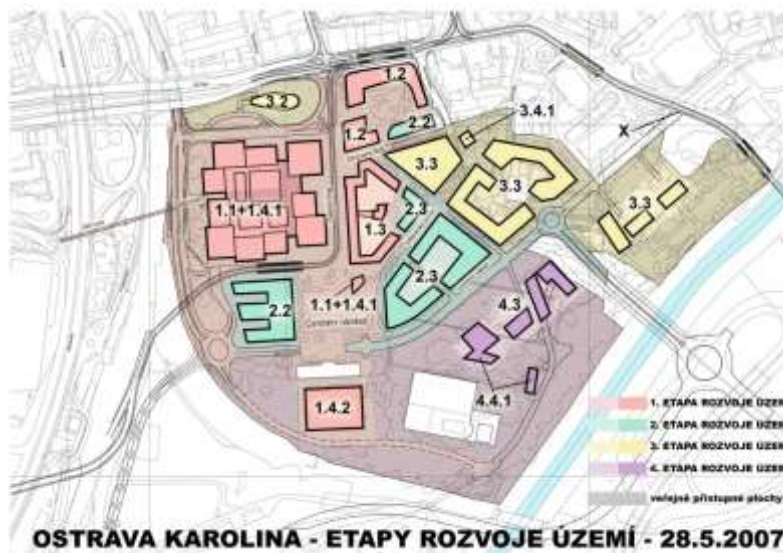 1.2
3.2
3.4.1
1.2
2.2
X
3.3
3.3
3.3
1.1+1.4.1
2.3
1.3
2.3
4.3
1.1+1.4.1
2.2
4.4.1
1.4.2
1. ETAPA ROZVOJE ÚZEM
2. ETAPA ROZVOJE ÚZEM
3. ETAPA ROZVOJE ÚZEM
4. ETAPA ROZVOJE ÚZEM
veřejně přístupné plochy
OSTRAVA KAROLINA - ETAPY ROZVOJE ÚZEMÍ - 28.5.2007